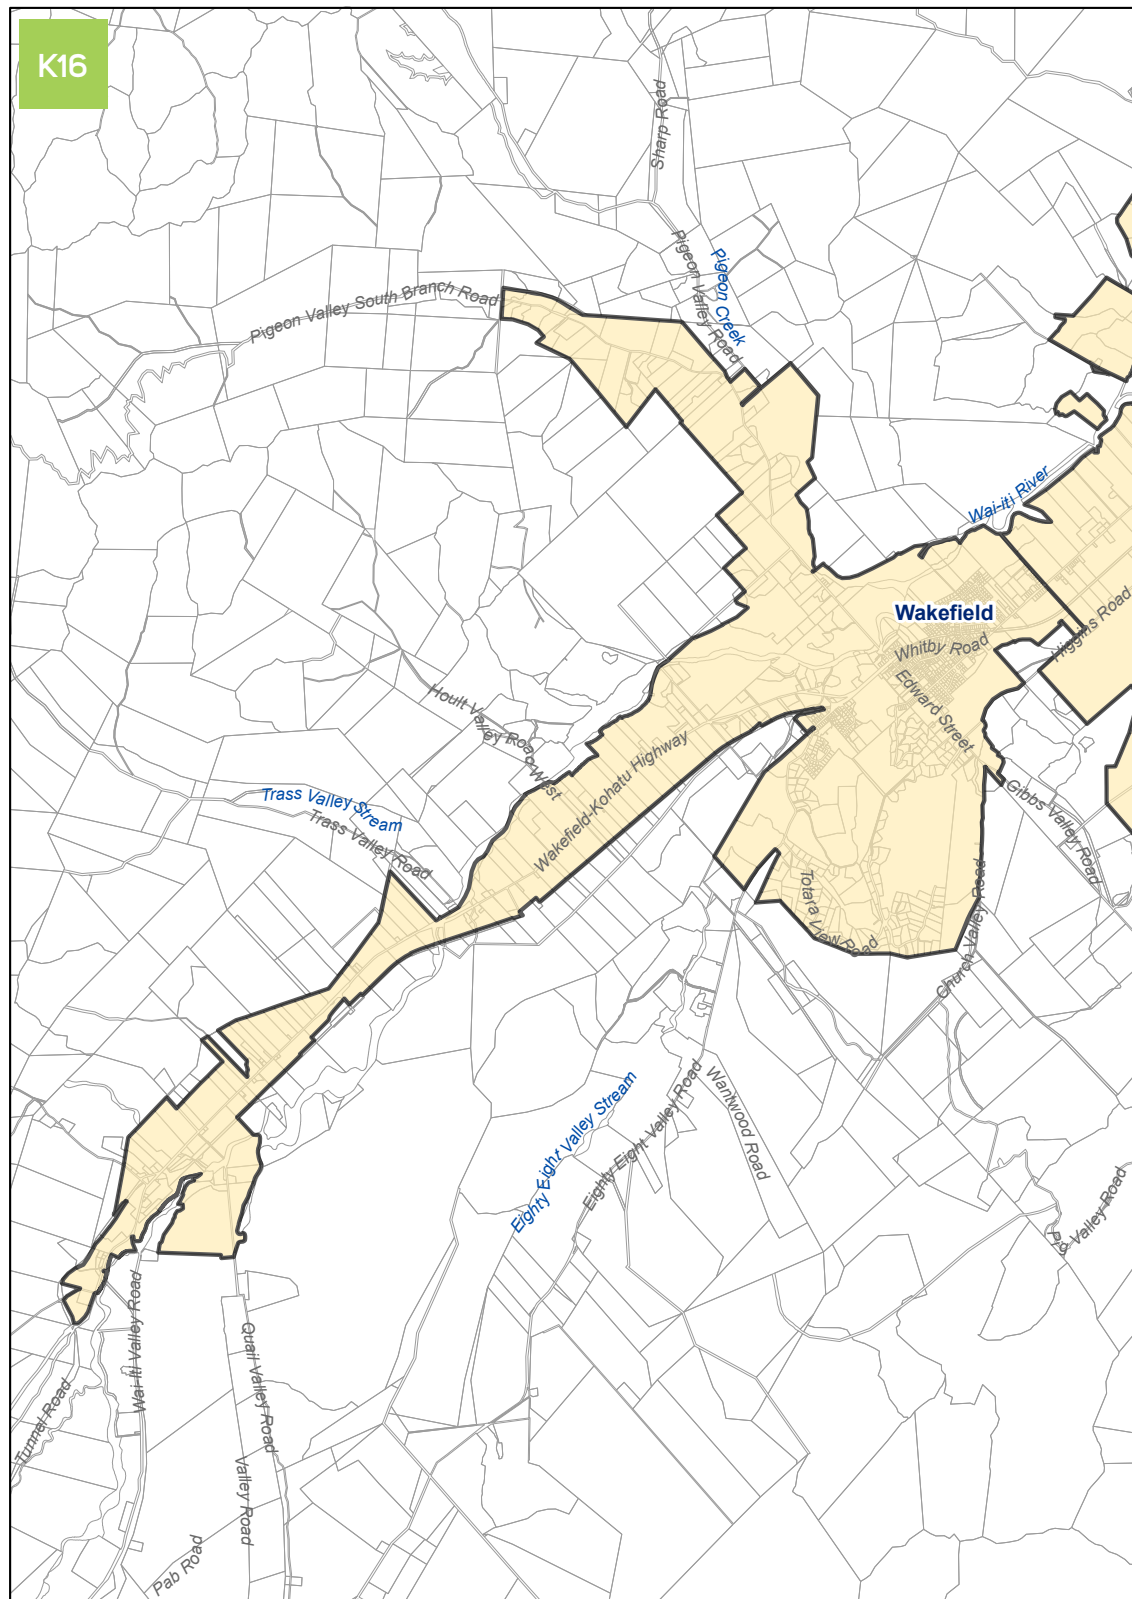 K16
Sharp Road
Pigeon Valley Road
Pigeon Creek
Pigeon Valley South Branch Road
Wai-iti River
Wakefield
Whitby Road
Higgins Road
Edward Street
Hoult Valley Road West
Wakefield-Kohatu Highway
Trass Valley Stream
Trass Valley Road
Gibbs Valley Road
Totara View Road
Church Valley Road
Eighty Eight Valley Stream
Eighty Eight Valley Road
Wantwood Road
Pig Valley Road
Wai-iti Valley Road
Quail Valley Road
Tunnel Road
Valley Road
Pab Road